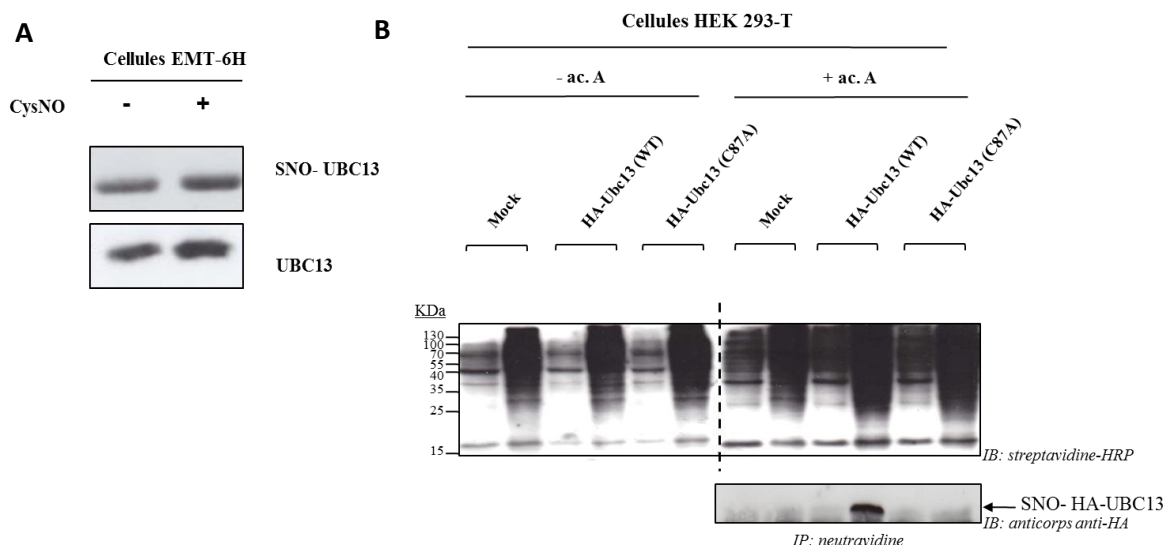 A
Cellules EMT-6H
CysNO
- +
SNO- UBC13
UBC13
B
Cellules HEK 293-T
- ac. A
+ ac. A
Mock
HA-Ubc13 (WT)
HA-Ubc13 (C87A)
Mock
HA-Ubc13 (WT)
HA-Ubc13 (C87A)
KDa
130
100
70
55
40
35
25
15
IB: streptavidine-HRP
SNO- HA-UBC13
IB: anticorps anti-HA
IP: neutravidine